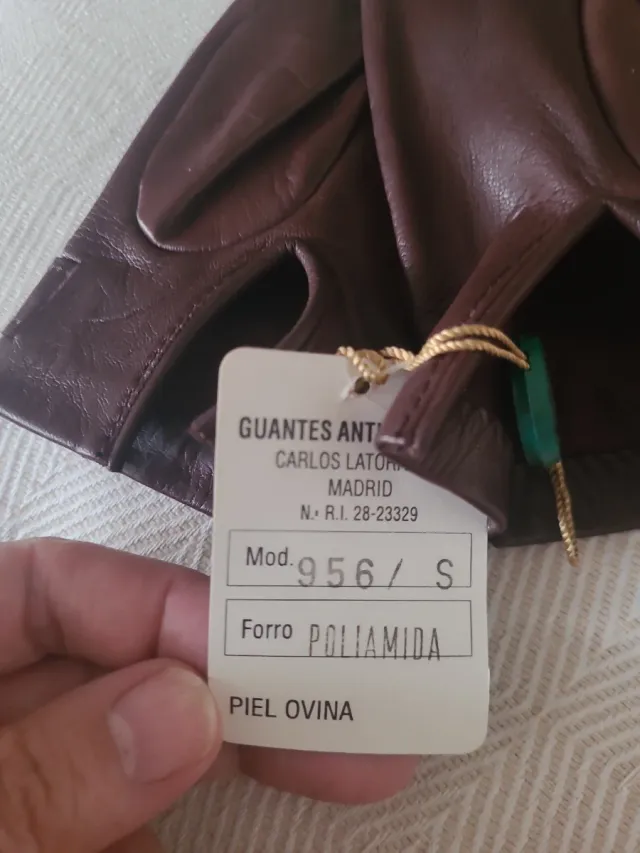 GUANTES
CARLOS
MADRID
N.º R.I. 28-23329
Mod. 956/ S
Forro POLIAMIDA
PIEL OVINA